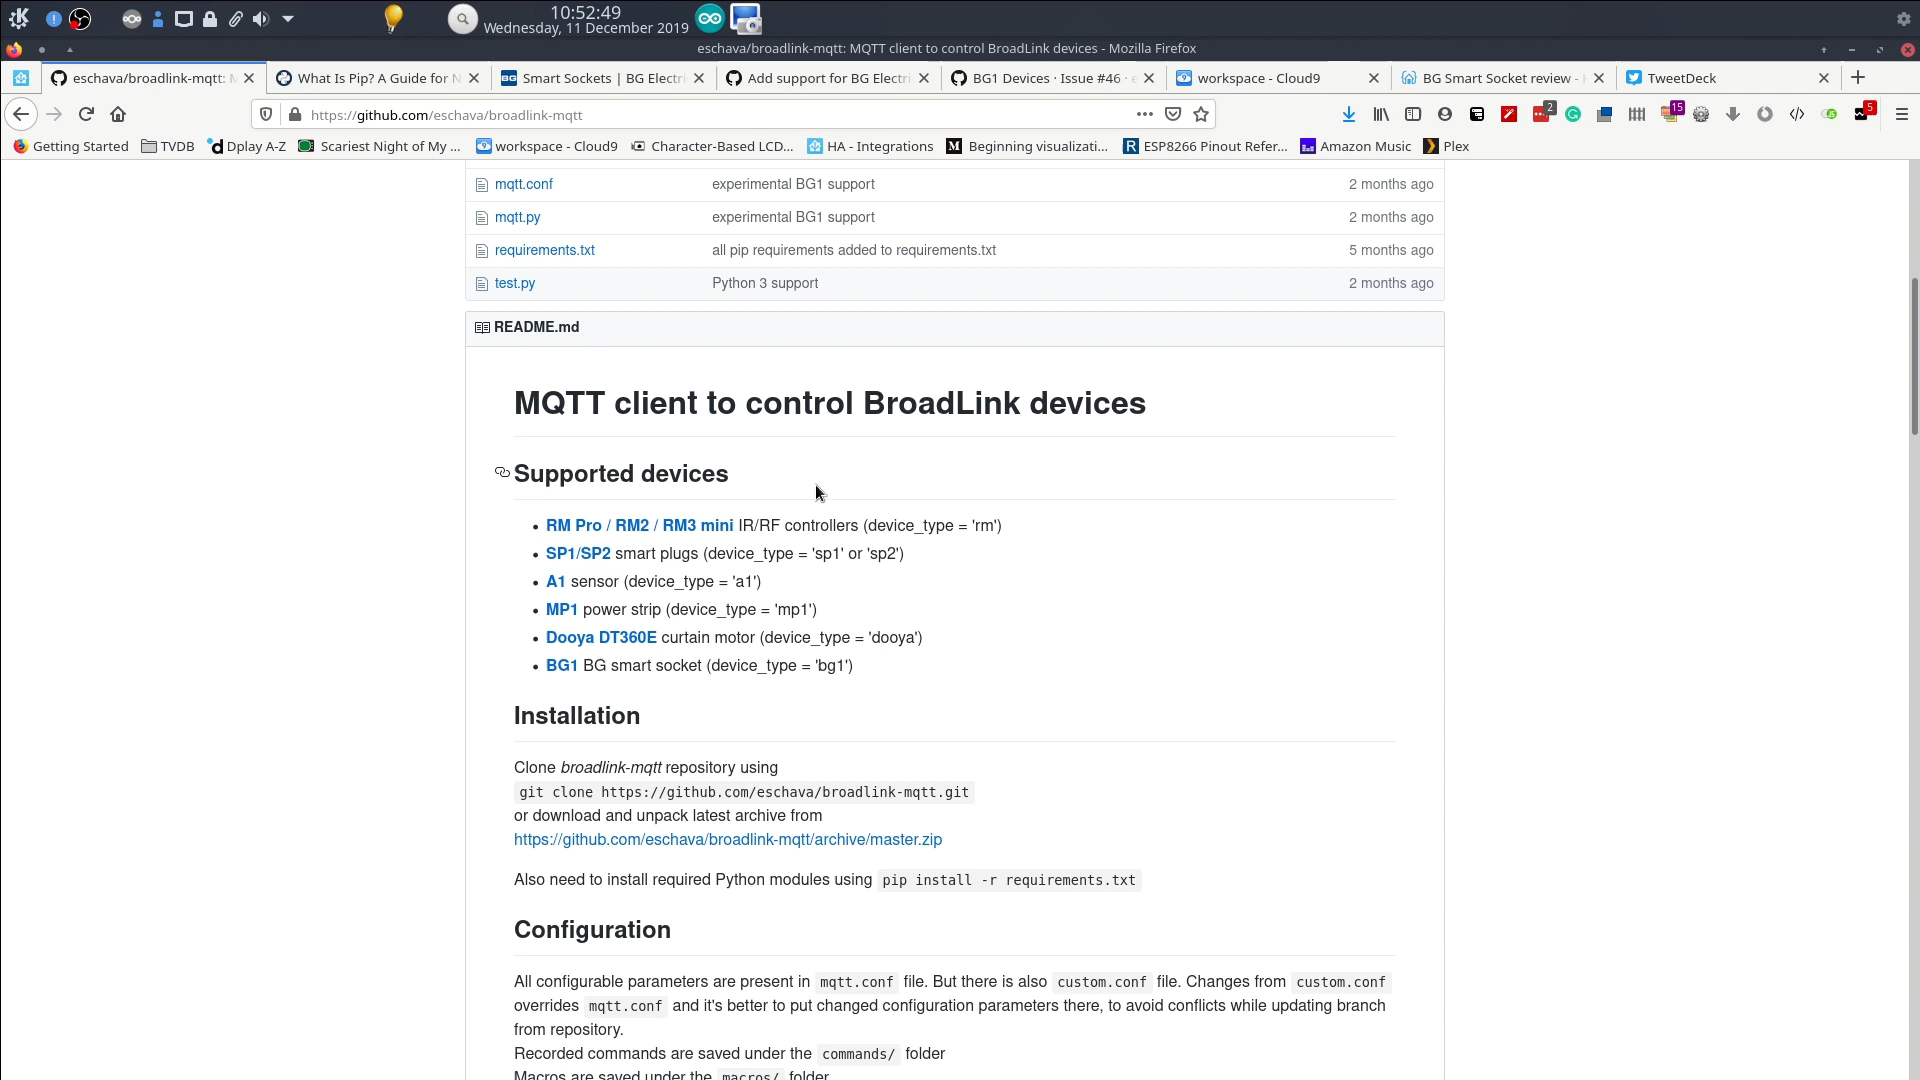 10:52:49
Wednesday, 11 December 2019
eschava/broadlink-mqtt: MQTT client to control BroadLink devices - Mozilla Firefox
eschava/broadlink-mqtt: M
What Is Pip? A Guide for N
BG Smart Sockets | BG Electri
Add support for BG Electri
BG1 Devices · Issue #46 · e
workspace - Cloud9
BG Smart Socket review - H
TweetDeck
https://github.com/eschava/broadlink-mqtt
2
15
5
Getting Started
TVDB
Dplay A-Z
Scariest Night of My ...
workspace - Cloud9
Character-Based LCD...
HA - Integrations
Beginning visualizati...
ESP8266 Pinout Refer...
Amazon Music
Plex
mqtt.conf experimental BG1 support 2 months ago
mqtt.py experimental BG1 support 2 months ago
requirements.txt all pip requirements added to requirements.txt 5 months ago
test.py Python 3 support 2 months ago
README.md
MQTT client to control BroadLink devices
Supported devices
• RM Pro / RM2 / RM3 mini IR/RF controllers (device_type = 'rm')
• SP1/SP2 smart plugs (device_type = 'sp1' or 'sp2')
• A1 sensor (device_type = 'a1')
• MP1 power strip (device_type = 'mp1')
• Dooya DT360E curtain motor (device_type = 'dooya')
• BG1 BG smart socket (device_type = 'bg1')
Installation
Clone broadlink-mqtt repository using
git clone https://github.com/eschava/broadlink-mqtt.git
or download and unpack latest archive from
https://github.com/eschava/broadlink-mqtt/archive/master.zip
Also need to install required Python modules using pip install -r requirements.txt
Configuration
All configurable parameters are present in mqtt.conf file. But there is also custom.conf file. Changes from custom.conf
overrides mqtt.conf and it's better to put changed configuration parameters there, to avoid conflicts while updating branch
from repository.
Recorded commands are saved under the commands/ folder
Macros are saved under the macros/ folder